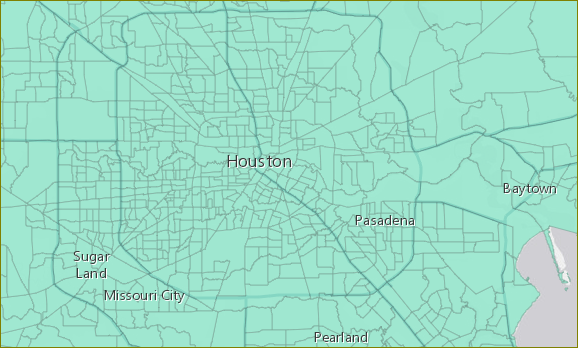 Houston
Baytown
Pasadena
Sugar
Land
Missouri City
Pearland